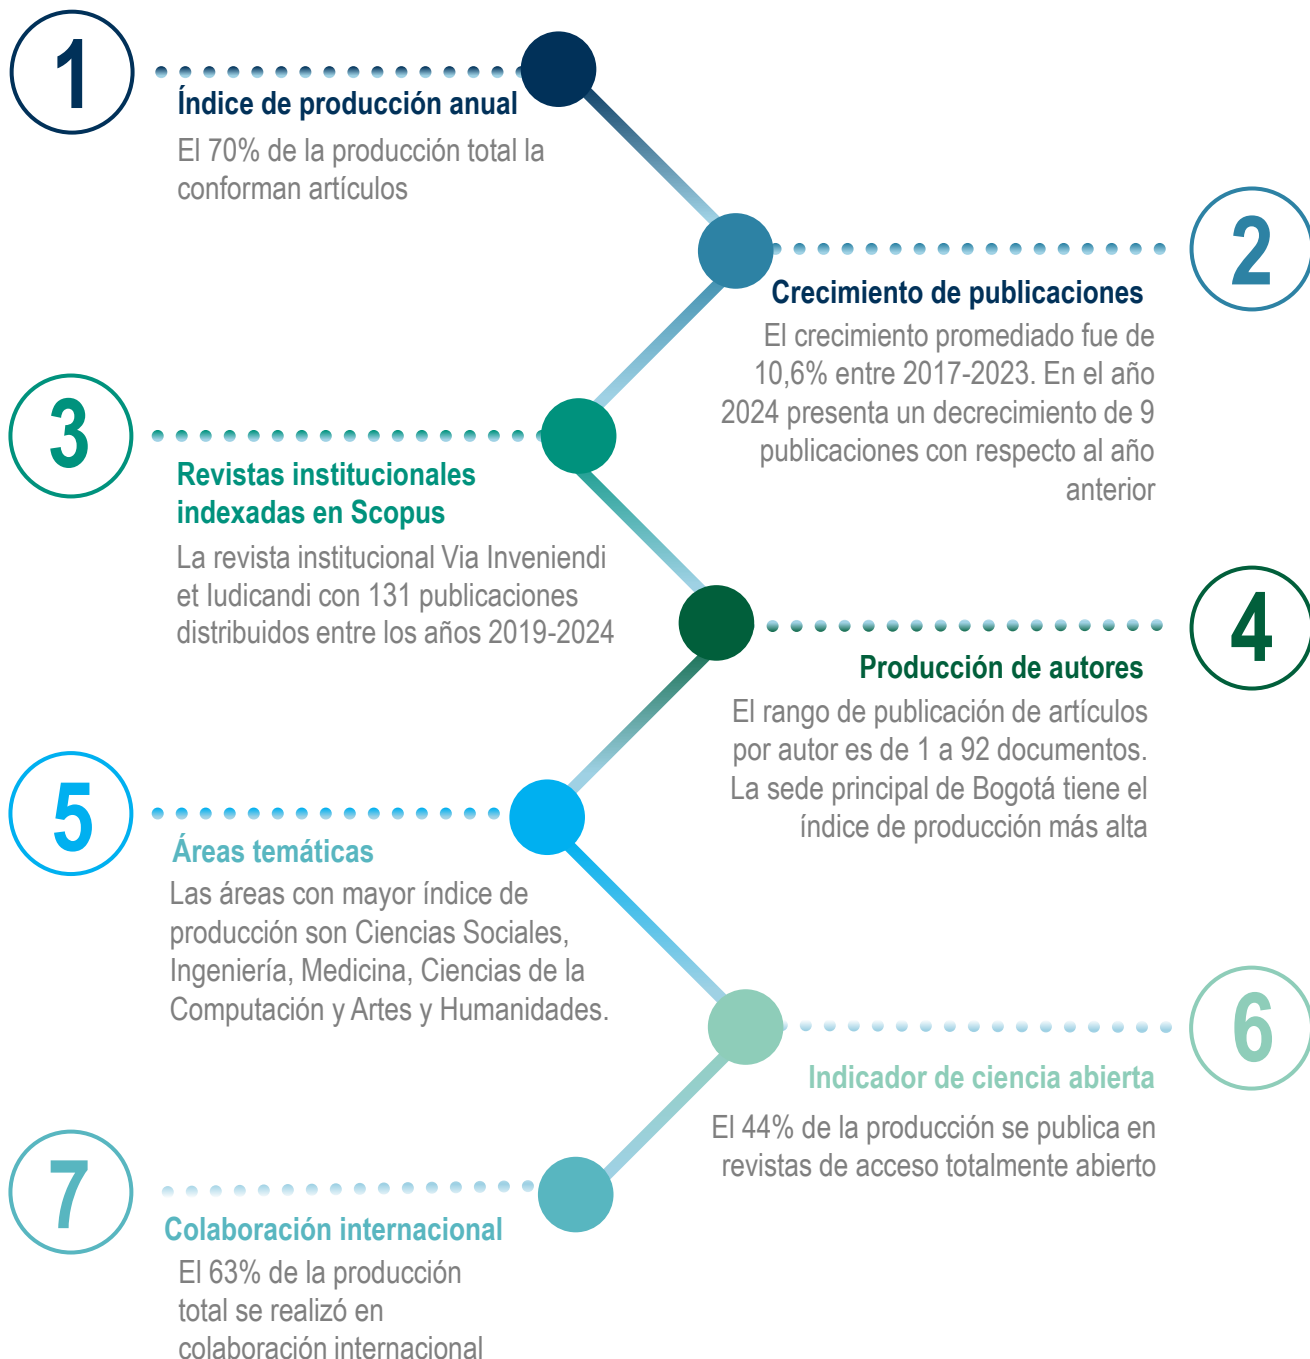 1
Índice de producción anual
El 70% de la producción total la
conforman artículos
2
Crecimiento de publicaciones
El crecimiento promediado fue de
10,6% entre 2017-2023. En el año
2024 presenta un decrecimiento de 9
publicaciones con respecto al año
anterior
3
Revistas institucionales
indexadas en Scopus
La revista institucional Via Inveniendi
et Iudicandi con 131 publicaciones
distribuidos entre los años 2019-2024
4
Producción de autores
El rango de publicación de artículos
por autor es de 1 a 92 documentos.
La sede principal de Bogotá tiene el
índice de producción más alta
5
Áreas temáticas
Las áreas con mayor índice de
producción son Ciencias Sociales,
Ingeniería, Medicina, Ciencias de la
Computación y Artes y Humanidades.
6
Indicador de ciencia abierta
El 44% de la producción se publica en
revistas de acceso totalmente abierto
7
Colaboración internacional
El 63% de la producción
total se realizó en
colaboración internacional